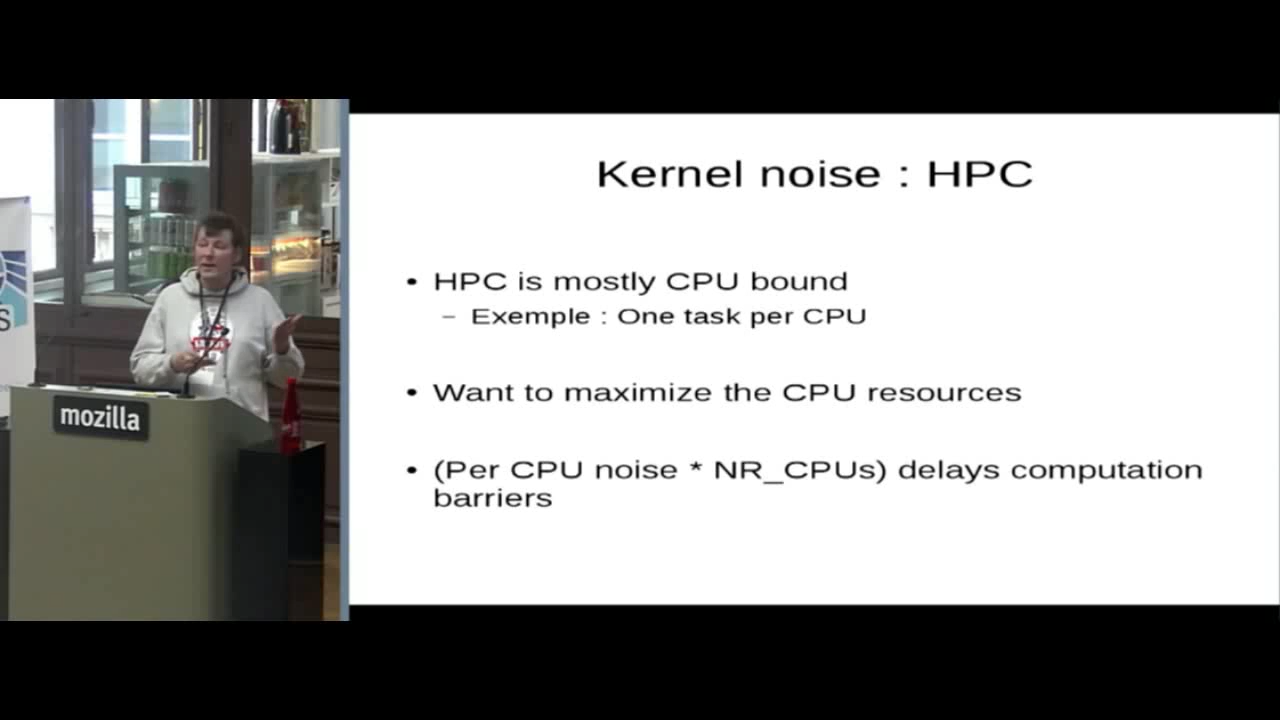 Kernel noise : HPC
• HPC is mostly CPU bound
– Exemple : One task per CPU
• Want to maximize the CPU resources
• (Per CPU noise * NR_CPUs) delays computation
barriers
mozilla
S